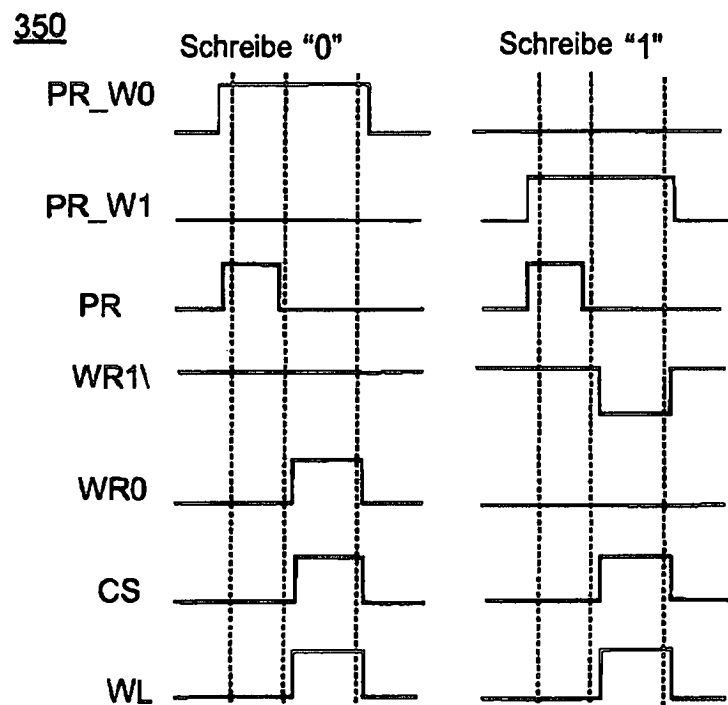 350
Schreibe “0” Schreibe “1”
PR_W0
PR_W1
PR
WR1\
WR0
CS
WL